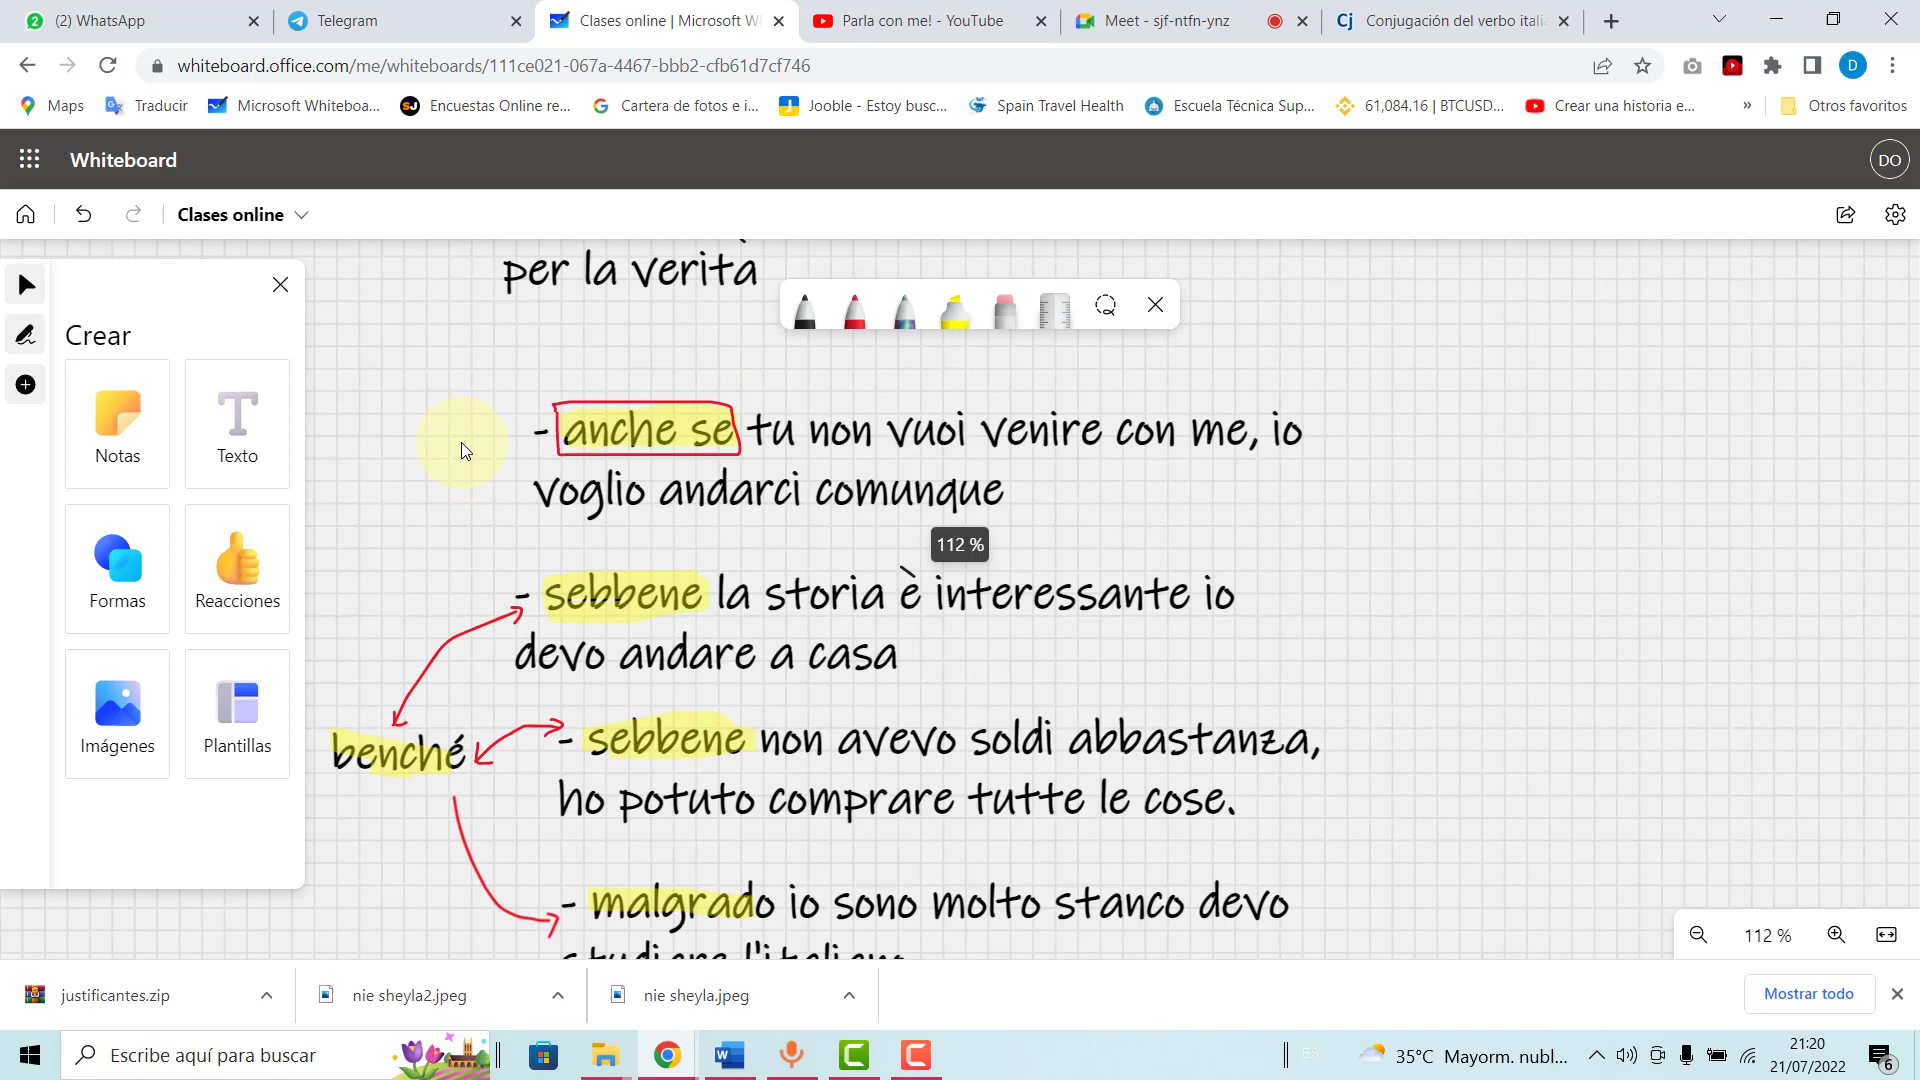 (2) WhatsApp
Telegram
Clases online | Microsoft W
Parla con me! - YouTube
Meet - sjf-ntfn-ynz
Cj Conjugación del verbo itali
whiteboard.office.com/me/whiteboards/111ce021-067a-4467-bbb2-cfb61d7cf746
D
Maps
Traducir
Microsoft Whiteboa...
Encuestas Online re...
Cartera de fotos e i...
Jooble - Estoy busc...
Spain Travel Health
Escuela Técnica Sup...
61,084.16 | BTCUSD...
Crear una historia e...
»
Otros favoritos
Whiteboard
DO
Clases online
per la verità
Crear
Notas
Texto
Formas
Reacciones
Imágenes
Plantillas
- anche se tu non vuoi venire con me, io
voglio andarci comunque
112 %
- sebbene la storia è interessante io
devo andare a casa
benché
- sebbene non avevo soldi abbastanza,
ho potuto comprare tutte le cose.
- malgrado io sono molto stanco devo
studiare l'italiano
112 %
justificantes.zip
nie sheyla2.jpeg
nie sheyla.jpeg
Mostrar todo
Escribe aquí para buscar
35°C Mayorm. nubl...
21:20
21/07/2022
6